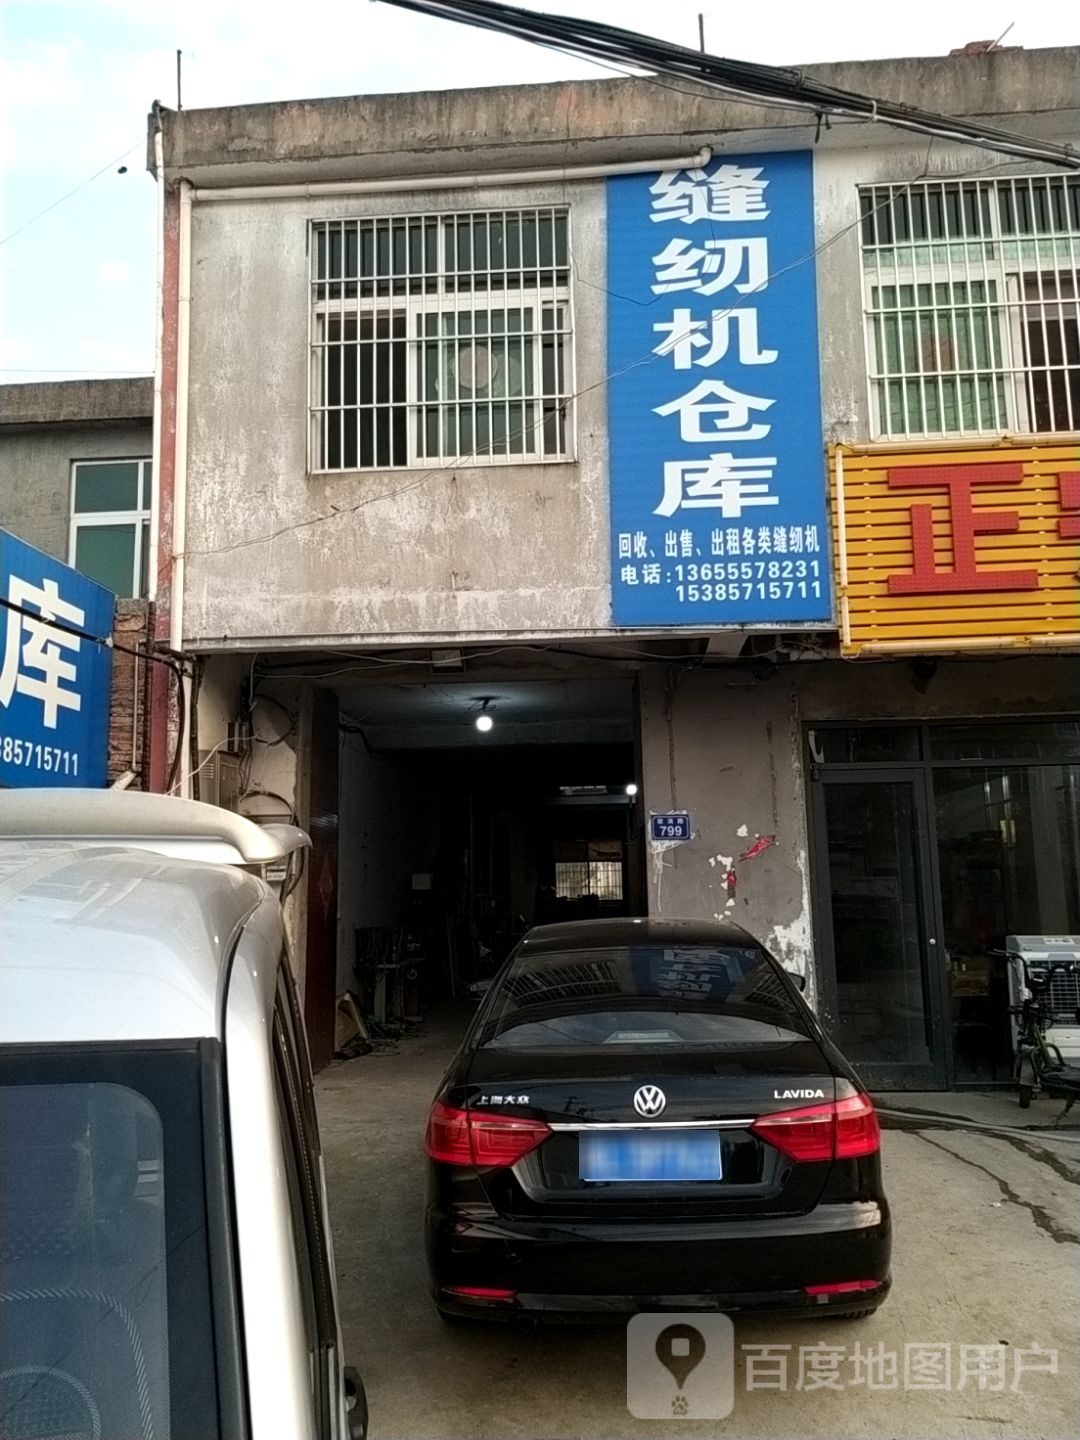 缝纫机仓库
回收、出售、出租各类缝纫机
电话:13655578231
15385715711
正
库
385715711
799
上海大众
LAVIDA
百度地图用户